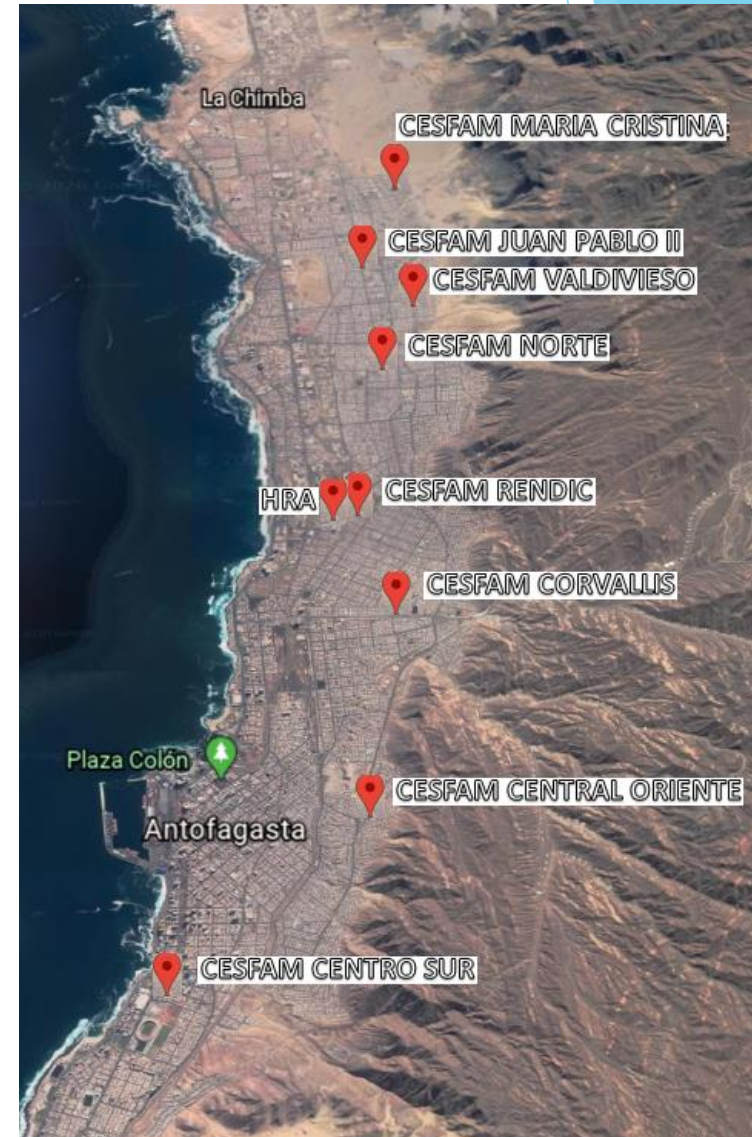 La Chimba
CESFAM MARIA CRISTINA
CESFAM JUAN PABLO II
CESFAM VALDIVIESO
CESFAM NORTE
HRA
CESFAM RENDIC
CESFAM CORVALLIS
Plaza Colón
CESFAM CENTRAL ORIENTE
Antofagasta
CESFAM CENTRO SUR